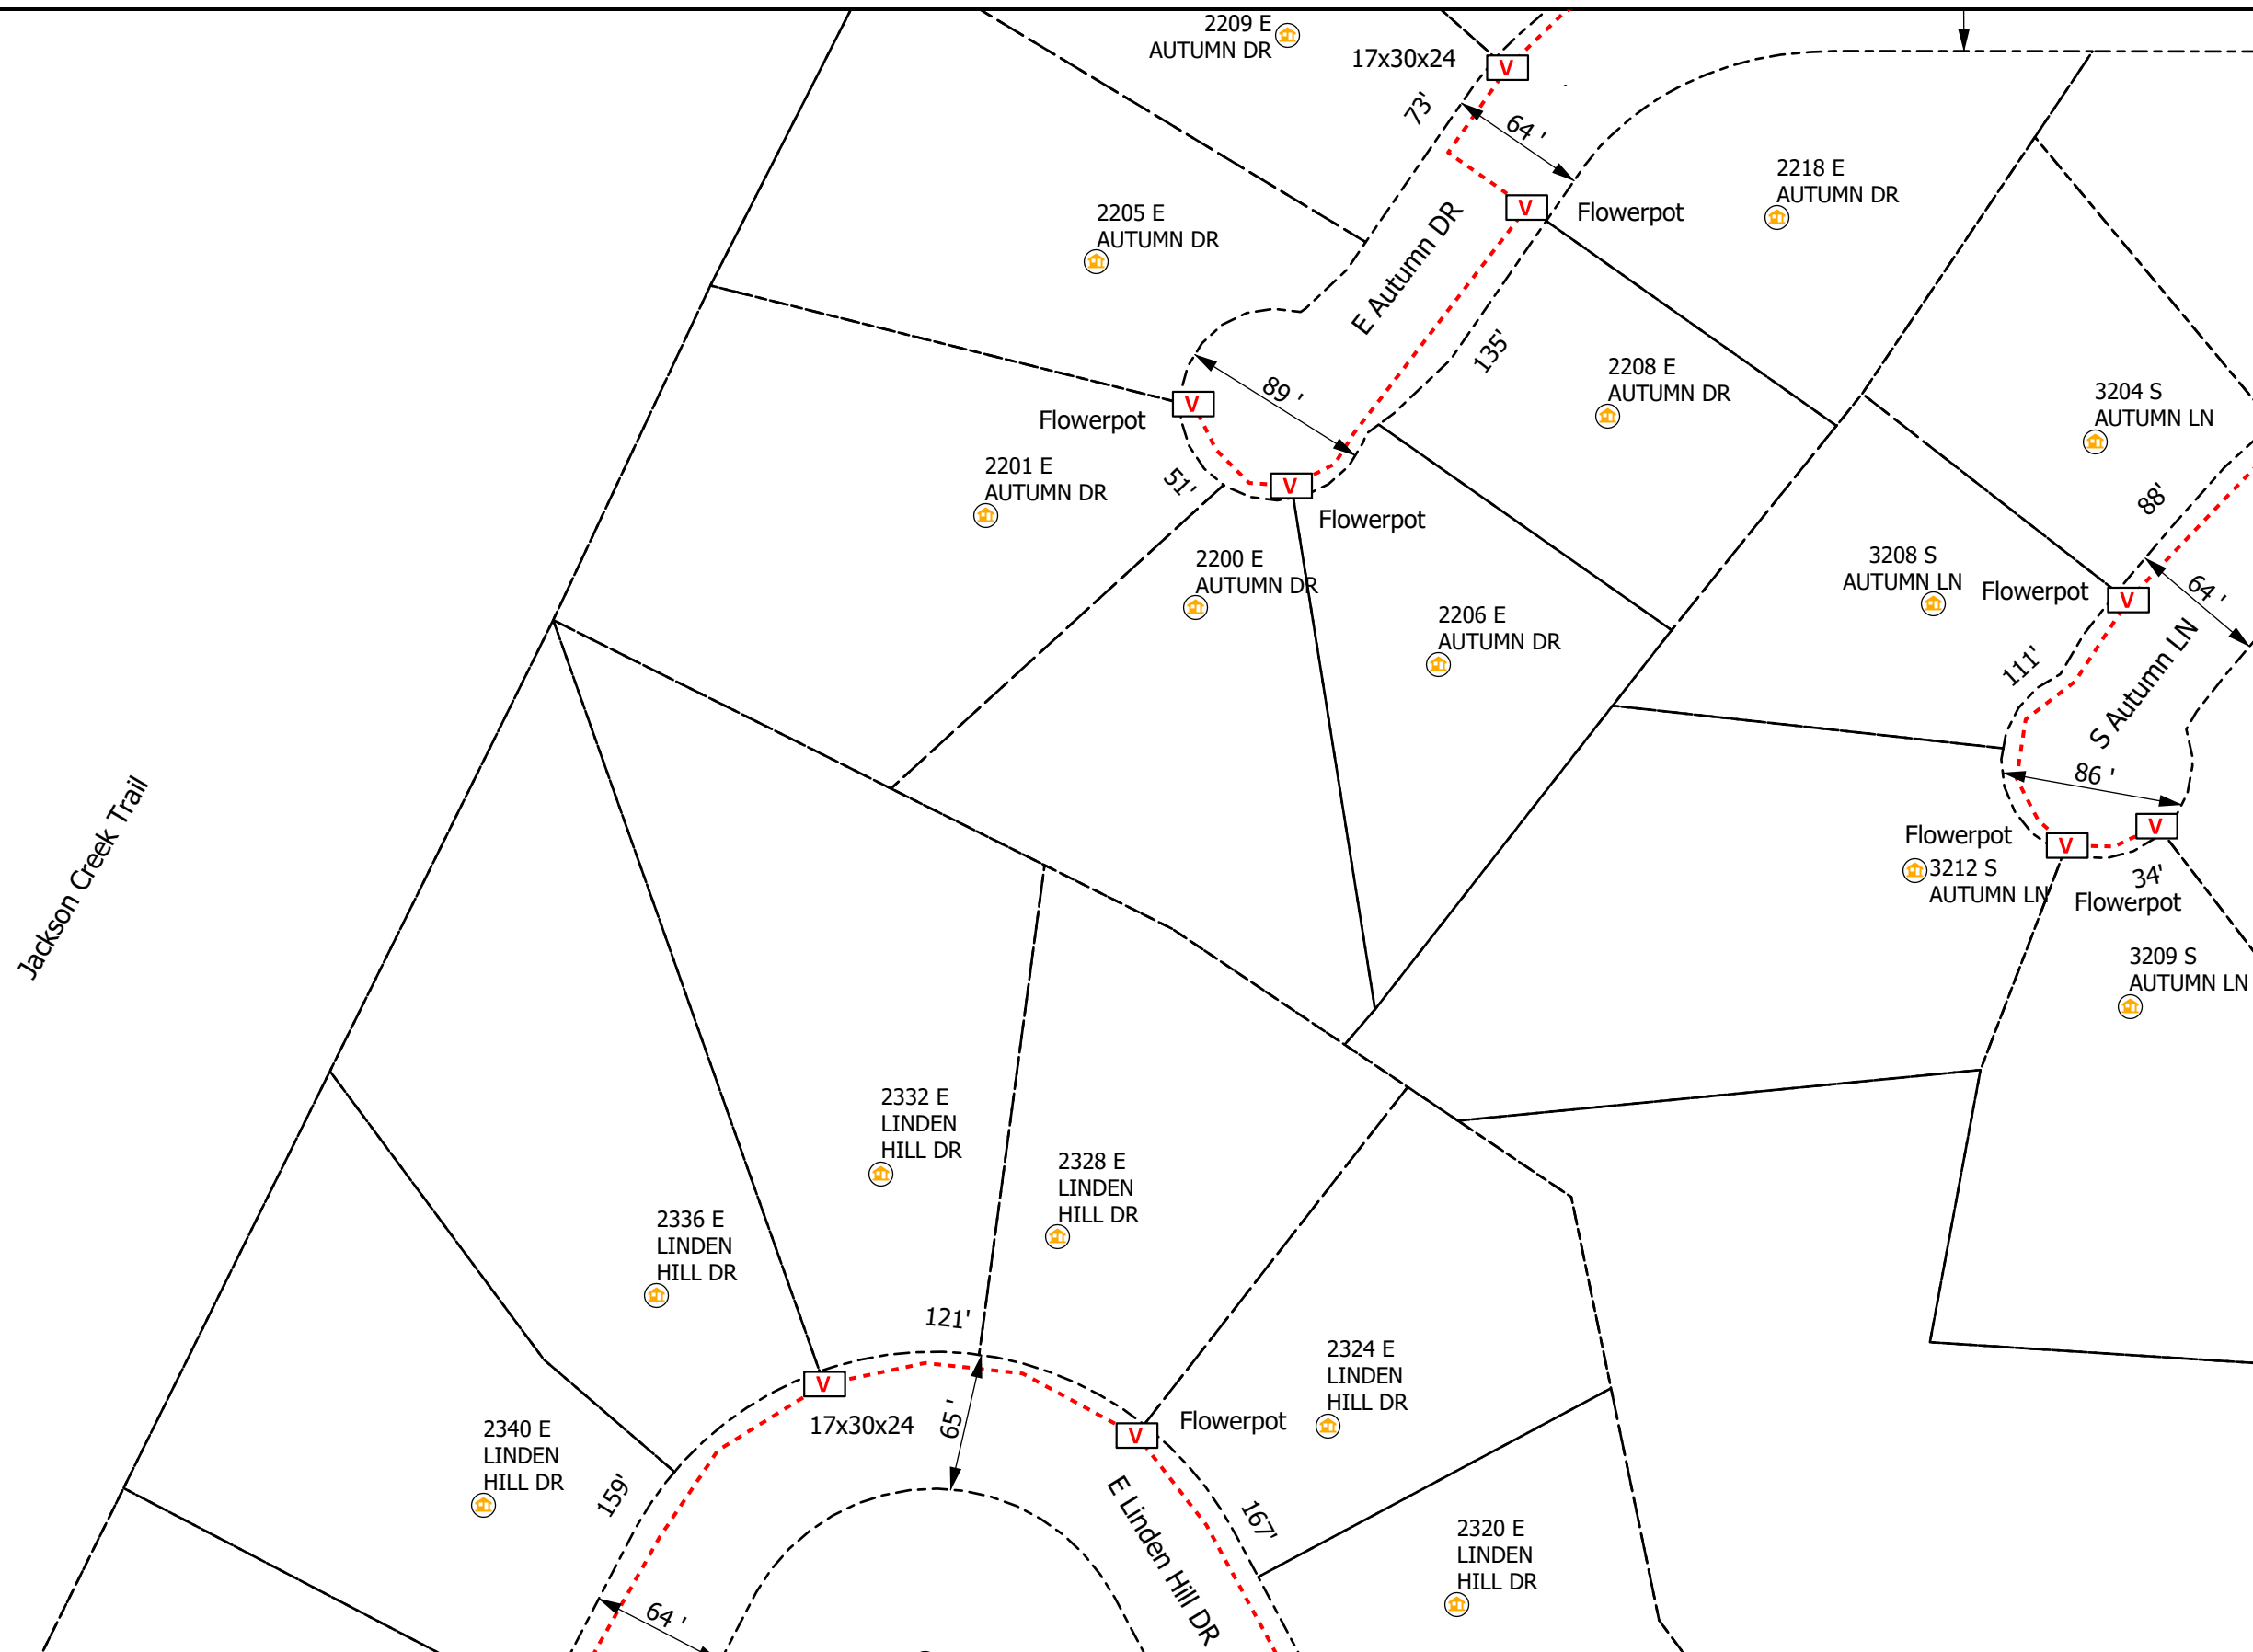 2209 E
AUTUMN DR
17x30x24
V
73'
64 '
2218 E
AUTUMN DR
2205 E
AUTUMN DR
V
Flowerpot
E Autumn DR
135'
2208 E
AUTUMN DR
89 '
V
Flowerpot
3204 S
AUTUMN LN
2201 E
AUTUMN DR
51'
V
Flowerpot
88'
2200 E
AUTUMN DR
3208 S
AUTUMN LN
Flowerpot
V
64 '
2206 E
AUTUMN DR
111'
S Autumn LN
86 '
Jackson Creek Trail
Flowerpot
V
V
3212 S
AUTUMN LN
34'
Flowerpot
3209 S
AUTUMN LN
2332 E
LINDEN
HILL DR
2328 E
LINDEN
HILL DR
2336 E
LINDEN
HILL DR
121'
2324 E
LINDEN
HILL DR
V
17x30x24
65 '
V
Flowerpot
2340 E
LINDEN
HILL DR
159'
E Linden Hill DR
167'
2320 E
LINDEN
HILL DR
64 '